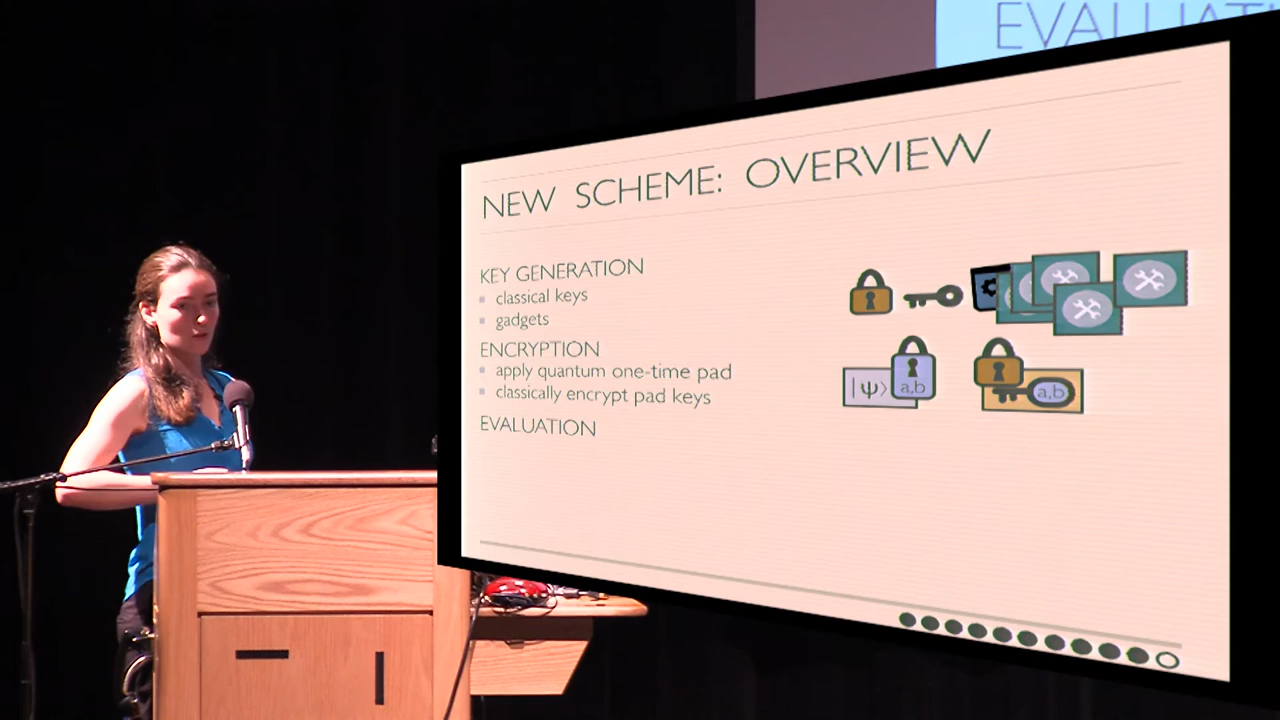 EVALUATI
NEW SCHEME: OVERVIEW
KEY GENERATION
classical keys
gadgets
ENCRYPTION
apply quantum one-time pad
classically encrypt pad keys
EVALUATION
|ψ⟩
a,b
a,b